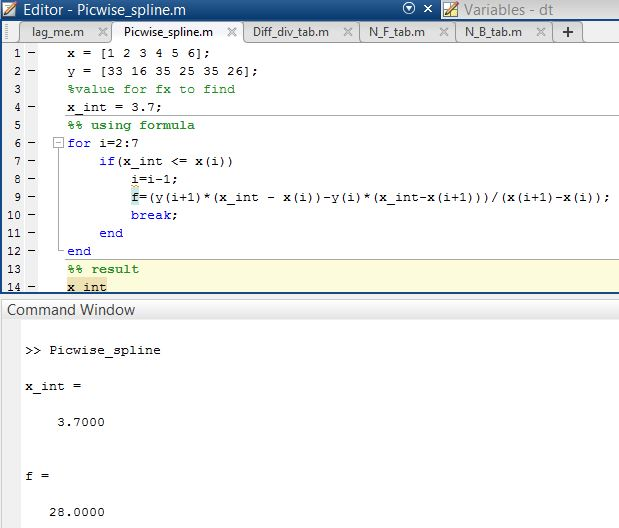 Editor - Picwise_spline.m
Variables - dt
lag_me.m Picwise_spline.m Diff_div_tab.m N_F_tab.m N_B_tab.m
1 x = [1 2 3 4 5 6];
2 y = [33 16 35 25 35 26];
3 %value for fx to find
4 x_int = 3.7;
5 %% using formula
6 for i=2:7
7 if(x_int <= x(i))
8 i=i-1;
9 f=(y(i+1)*(x_int - x(i))-y(i)*(x_int-x(i+1)))/(x(i+1)-x(i));
10 break;
11 end
12 end
13 %% result
14 x_int
Command Window
>> Picwise_spline
x_int =
3.7000
f =
28.0000